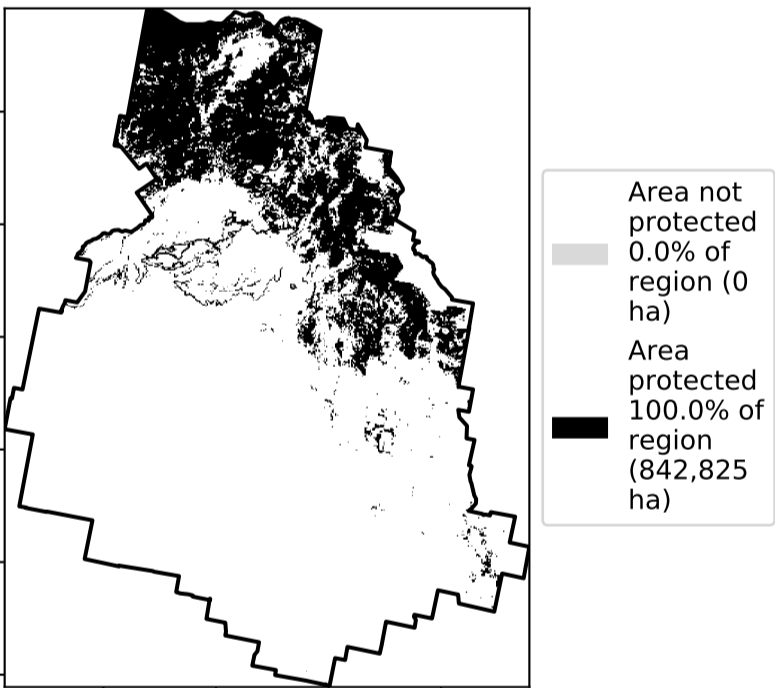 Area not
protected
0.0% of
region (0
ha)
Area
protected
100.0% of
region
(842,825
ha)